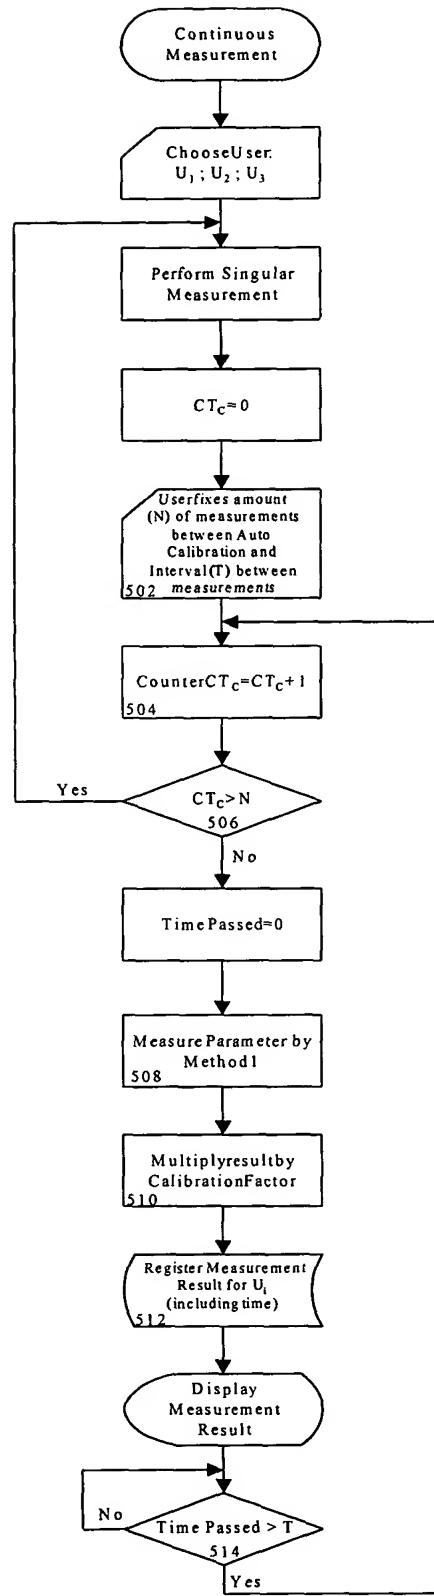 Continuous
Measurement
ChooseUser:
U1 ; U2 ; U3
Perform Singular
Measurement
CTC=0
Userfixes amount
(N) of measurements
between Auto
Calibration and
Interval(T) between
measurements
502
CounterCTC=CTC+1
504
CTC>N
506
Yes
No
TimePassed=0
MeasureParameter by
Method1
508
Multiplyresultby
CalibrationFactor
510
Register Measurement
Result for Ui
(including time)
512
Display
Measurement
Result
No
Time Passed > T
514
Yes